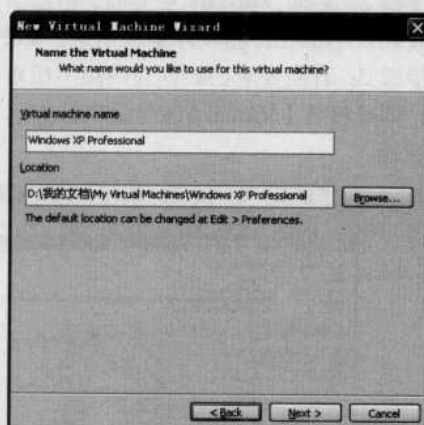 New Virtual Machine Wizard
Name the Virtual Machine
What name would you like to use for this virtual machine?
Virtual machine name
Windows XP Professional
Location
D:\我的文档\My Virtual Machines\Windows XP Professional
Browse...
The default location can be changed at Edit > Preferences.
< Back
Next >
Cancel